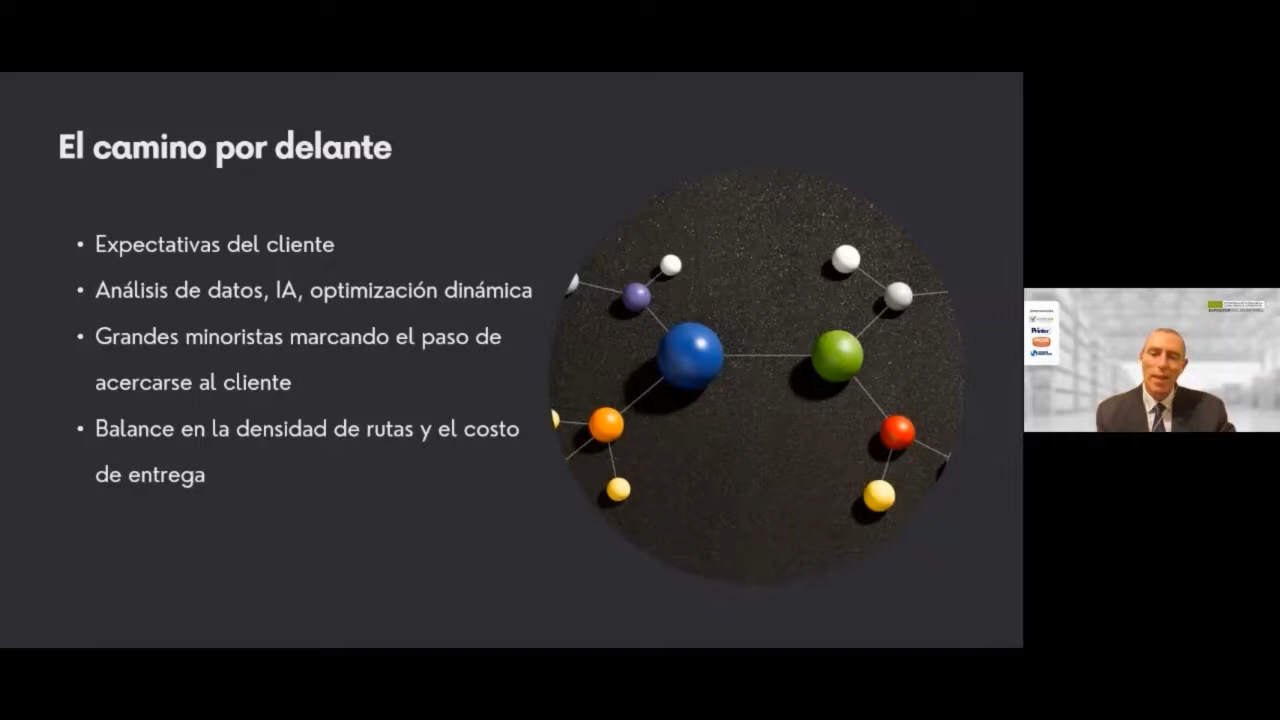 El camino por delante
• Expectativas del cliente
• Análisis de datos, IA, optimización dinámica
• Grandes minoristas marcando el paso de
acercarse al cliente
• Balance en la densidad de rutas y el costo
de entrega
Printer